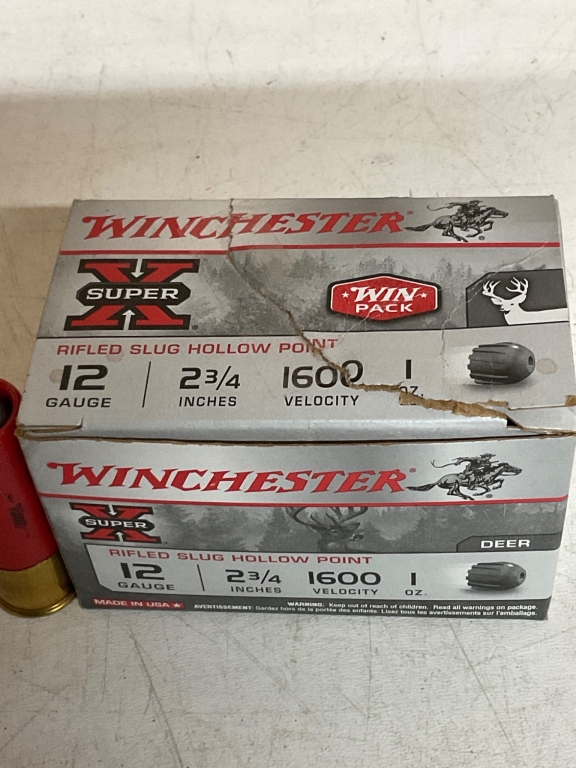 WINCHESTER
SUPER X
WIN PACK
RIFLED SLUG HOLLOW POINT
12 GAUGE 2 3/4 INCHES 1600 VELOCITY 1 OZ.
WINCHESTER
SUPER X
DEER
RIFLED SLUG HOLLOW POINT
12 GAUGE 2 3/4 INCHES 1600 VELOCITY 1 OZ.
MADE IN USA
WARNING: Keep out of reach of children. Read all warnings on package.
AVERTISSEMENT: Gardez hors de la portée des enfants. Lisez tous les avertissements sur l'emballage.